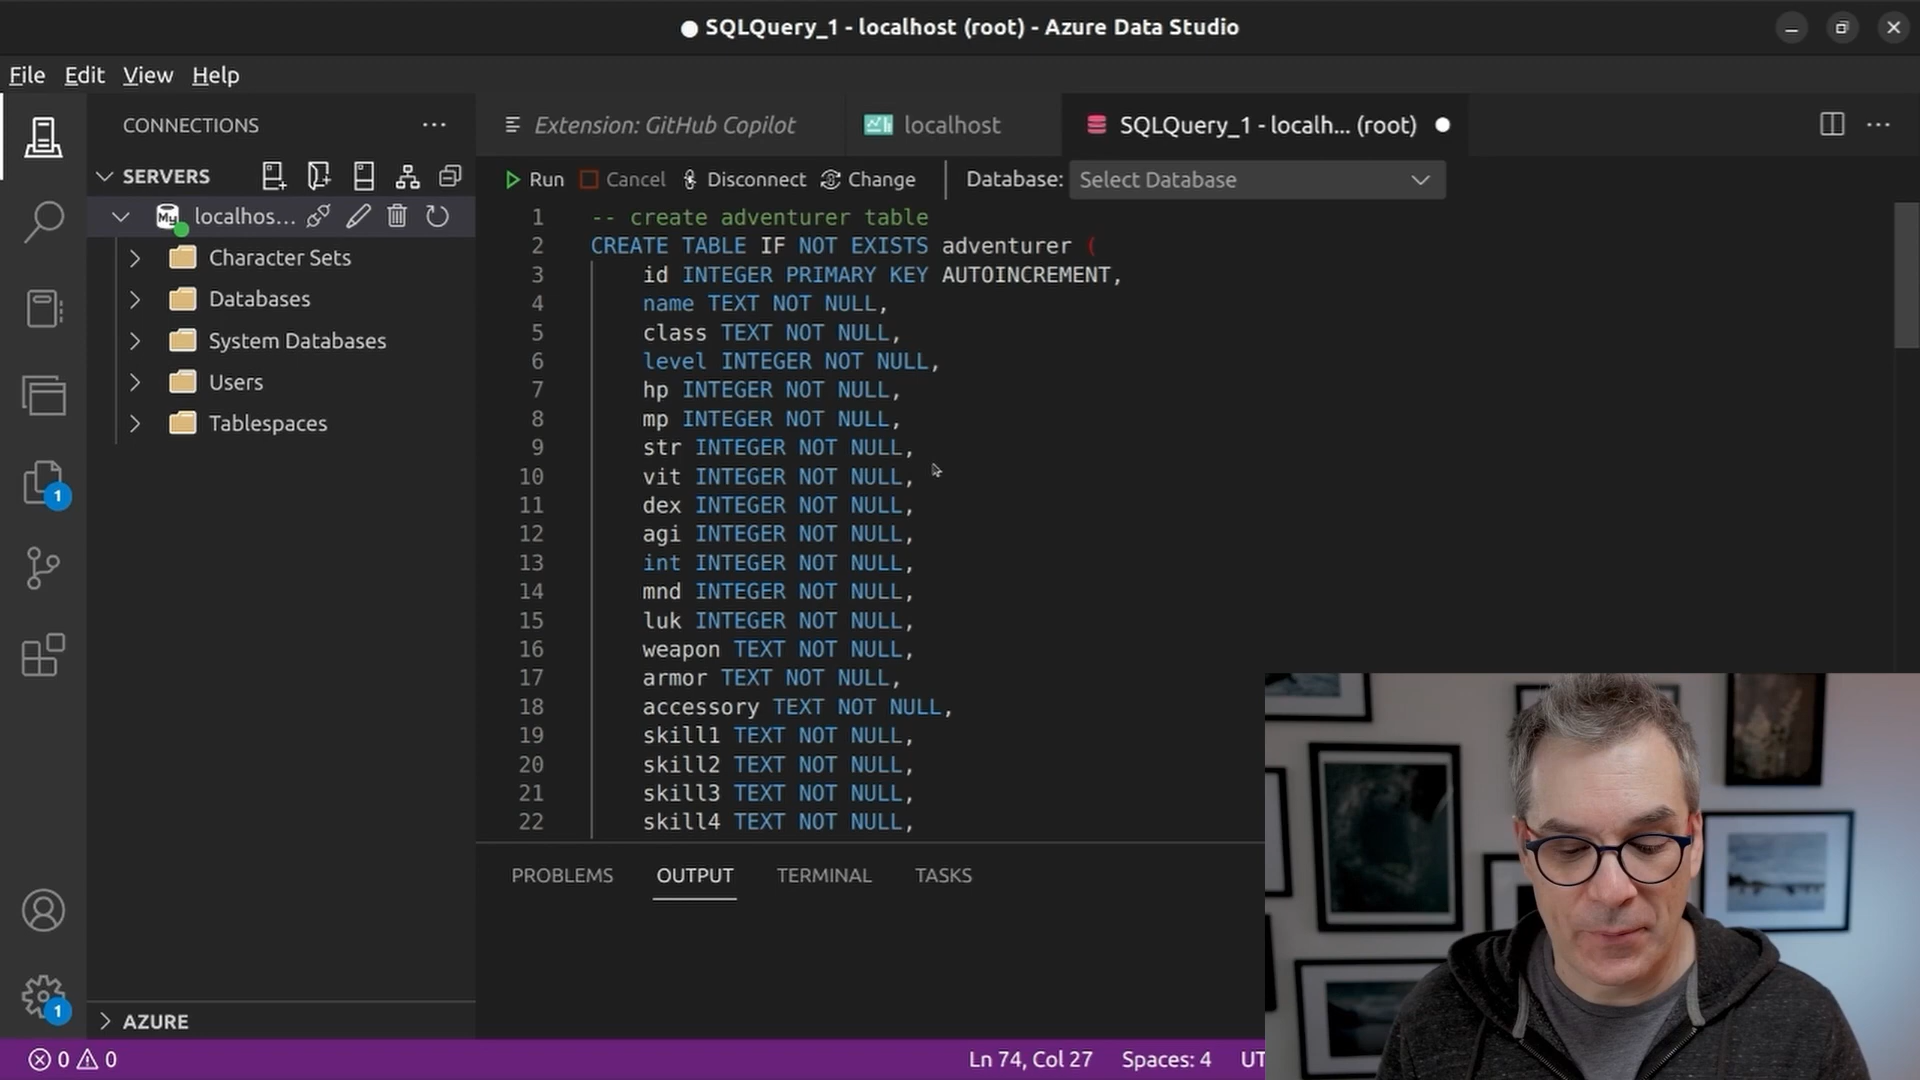 SQLQuery_1 - localhost (root) - Azure Data Studio
File Edit View Help
CONNECTIONS
Extension: GitHub Copilot
localhost
SQLQuery_1 - localh... (root)
SERVERS
Run Cancel Disconnect Change Database: Select Database
My localhos...
Character Sets
Databases
System Databases
Users
Tablespaces
1 -- create adventurer table
2 CREATE TABLE IF NOT EXISTS adventurer (
3 id INTEGER PRIMARY KEY AUTOINCREMENT,
4 name TEXT NOT NULL,
5 class TEXT NOT NULL,
6 level INTEGER NOT NULL,
7 hp INTEGER NOT NULL,
8 mp INTEGER NOT NULL,
9 str INTEGER NOT NULL,
10 vit INTEGER NOT NULL,
11 dex INTEGER NOT NULL,
12 agi INTEGER NOT NULL,
13 int INTEGER NOT NULL,
14 mnd INTEGER NOT NULL,
15 luk INTEGER NOT NULL,
16 weapon TEXT NOT NULL,
17 armor TEXT NOT NULL,
18 accessory TEXT NOT NULL,
19 skill1 TEXT NOT NULL,
20 skill2 TEXT NOT NULL,
21 skill3 TEXT NOT NULL,
22 skill4 TEXT NOT NULL,
1
PROBLEMS OUTPUT TERMINAL TASKS
1
AZURE
0 0 Ln 74, Col 27 Spaces: 4 UT